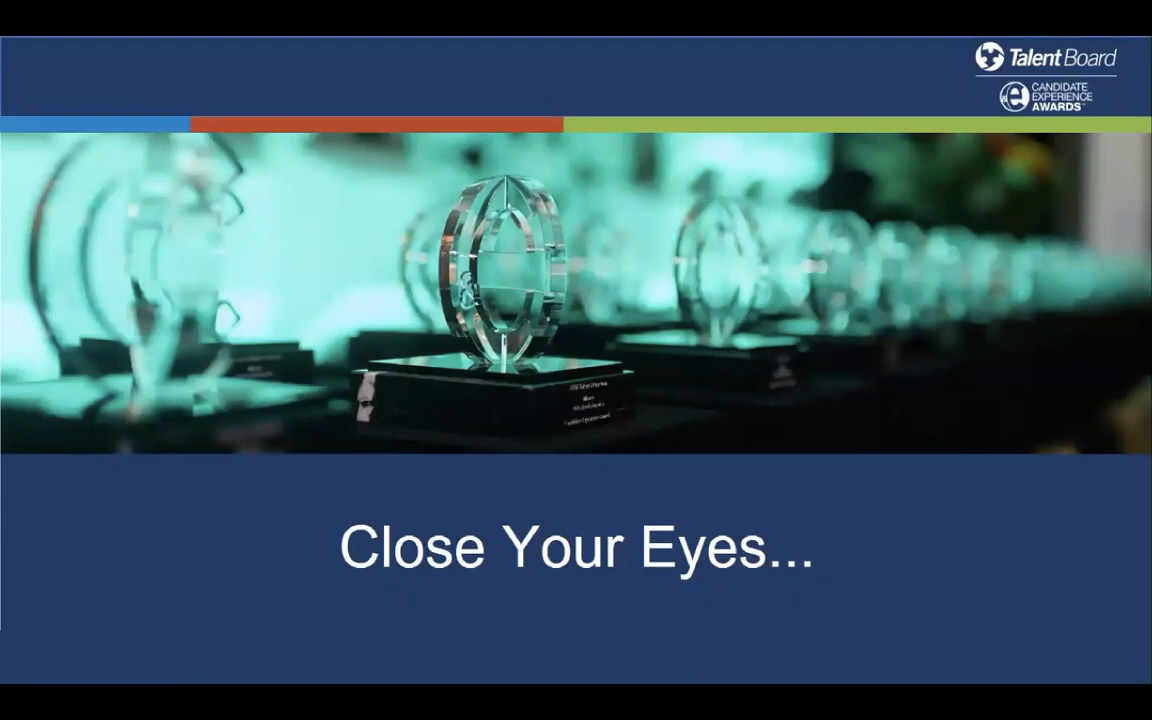 Talent Board
CANDIDATE
EXPERIENCE
AWARDS
Close Your Eyes...